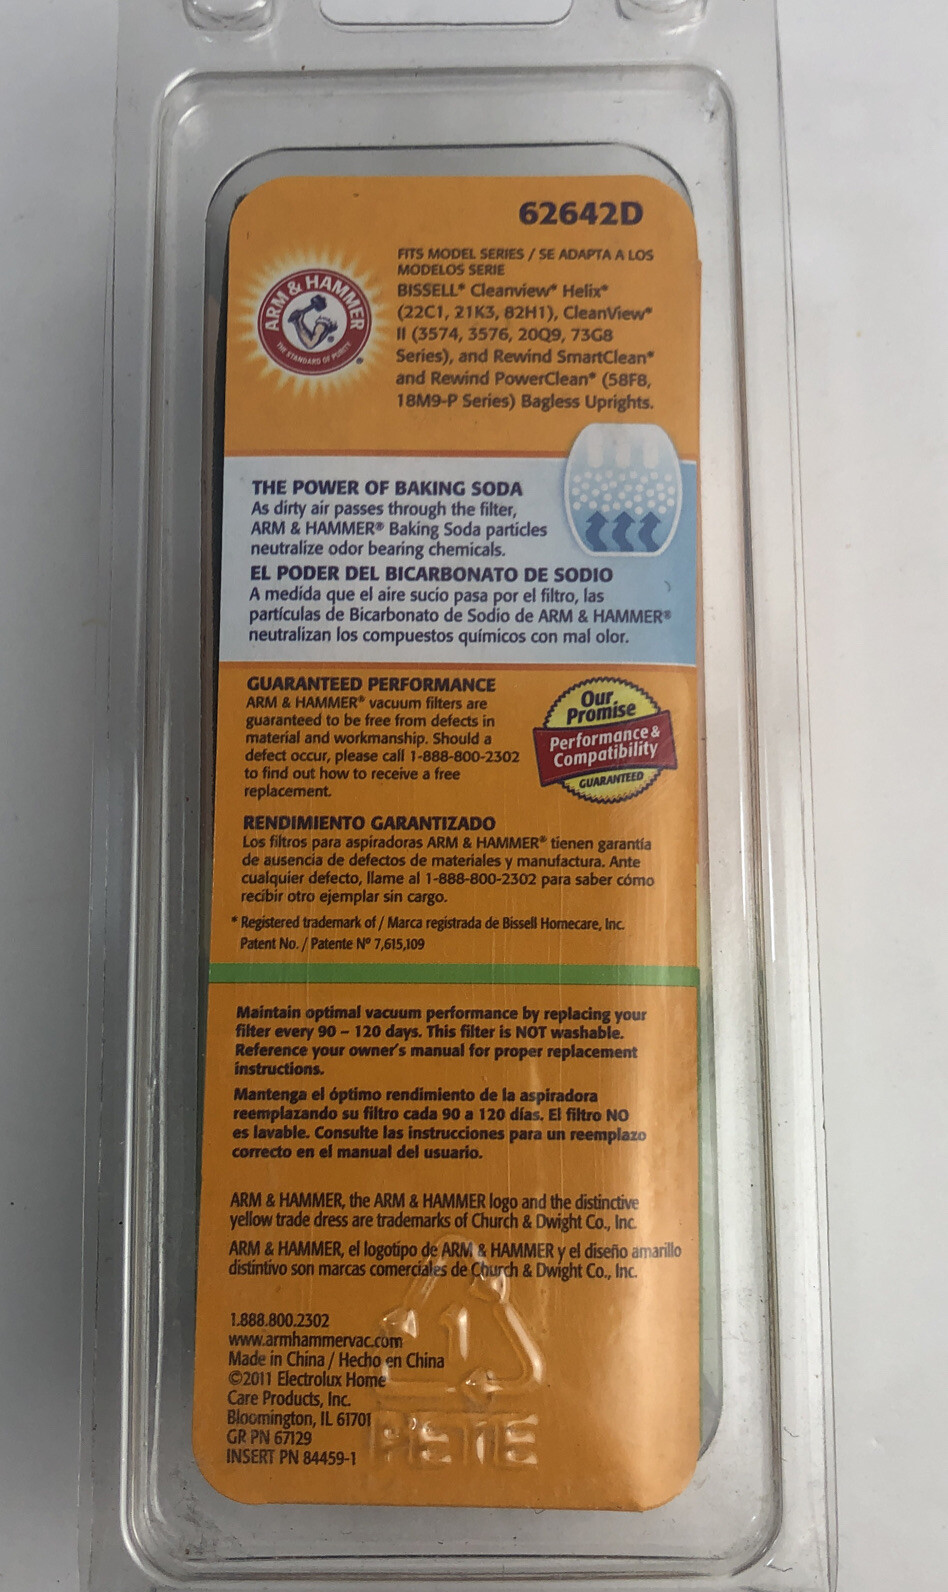 62642D
FITS MODEL SERIES / SE ADAPTA A LOS
MODELOS SERIE
BISSELL* Cleanview* Helix*
(22C1, 21K3, 82H1), CleanView*
II (3574, 3576, 20Q9, 73G8
Series), and Rewind SmartClean*
and Rewind PowerClean* (58F8,
18M9-P Series) Bagless Uprights.
ARM & HAMMER
THE STANDARD OF PURITY
THE POWER OF BAKING SODA
As dirty air passes through the filter,
ARM & HAMMER® Baking Soda particles
neutralize odor bearing chemicals.
EL PODER DEL BICARBONATO DE SODIO
A medida que el aire sucio pasa por el filtro, las
partículas de Bicarbonato de Sodio de ARM & HAMMER®
neutralizan los compuestos químicos con mal olor.
GUARANTEED PERFORMANCE
ARM & HAMMER® vacuum filters are
guaranteed to be free from defects in
material and workmanship. Should a
defect occur, please call 1-888-800-2302
to find out how to receive a free
replacement.
Our
Promise
Performance &
Compatibility
GUARANTEED
RENDIMIENTO GARANTIZADO
Los filtros para aspiradoras ARM & HAMMER® tienen garantía
de ausencia de defectos de materiales y manufactura. Ante
cualquier defecto, llame al 1-888-800-2302 para saber cómo
recibir otro ejemplar sin cargo.
* Registered trademark of / Marca registrada de Bissell Homecare, Inc.
Patent No. / Patente Nº 7,615,109
Maintain optimal vacuum performance by replacing your
filter every 90 – 120 days. This filter is NOT washable.
Reference your owner's manual for proper replacement
instructions.
Mantenga el óptimo rendimiento de la aspiradora
reemplazando su filtro cada 90 a 120 días. El filtro NO
es lavable. Consulte las instrucciones para un reemplazo
correcto en el manual del usuario.
ARM & HAMMER, the ARM & HAMMER logo and the distinctive
yellow trade dress are trademarks of Church & Dwight Co., Inc.
ARM & HAMMER, el logotipo de ARM & HAMMER y el diseño amarillo
distintivo son marcas comerciales de Church & Dwight Co., Inc.
1.888.800.2302
www.armhammervac.com
Made in China / Hecho en China
©2011 Electrolux Home
Care Products, Inc.
Bloomington, IL 61701
GR PN 67129
INSERT PN 84459-1
1
PETE